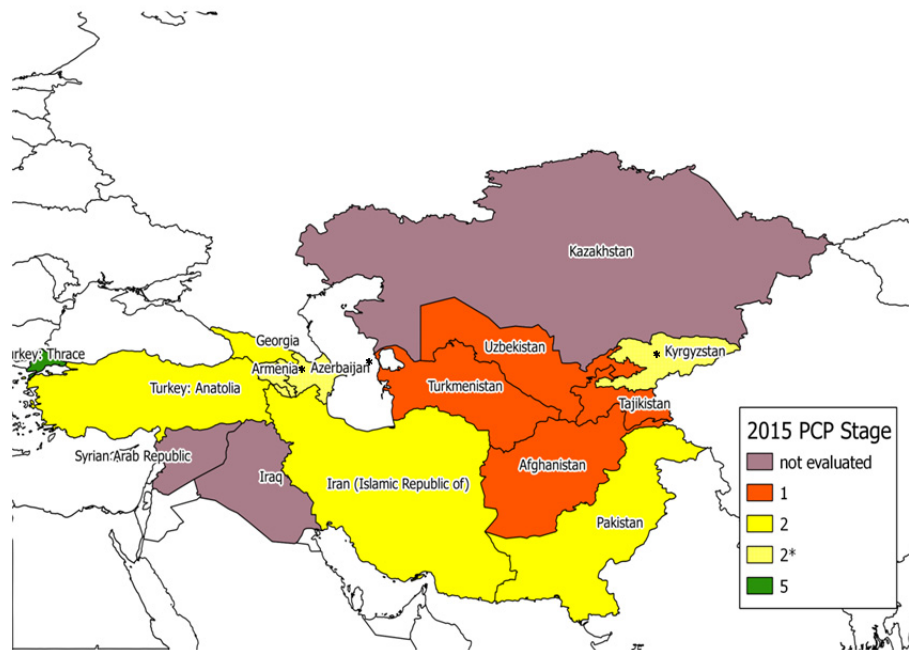 Kazakhstan
Georgia
Uzbekistan
* Kyrgyzstan
urkey: Thrace
Armenia* Azerbaijan *
Turkey: Anatolia
Turkmenistan
Tajikistan
Syrian Arab Republic
Iraq
Iran (Islamic Republic of)
Afghanistan
Pakistan
2015 PCP Stage
not evaluated
1
2
2*
5